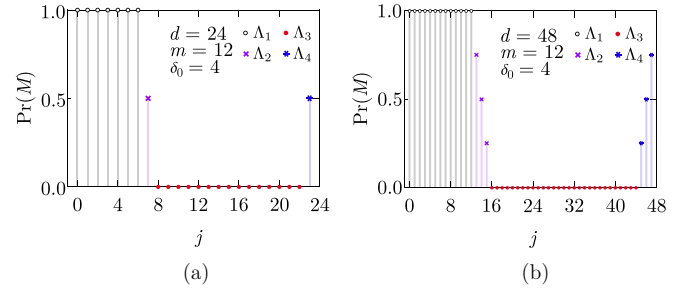 1.0
0.5
0.0
Pr(M)
d = 24
m = 12
δ₀ = 4
Λ₁
Λ₂
Λ₃
Λ₄
0 4 8 12 16 20 24
j
(a)
1.0
0.5
0.0
Pr(M)
d = 48
m = 12
δ₀ = 4
Λ₁
Λ₂
Λ₃
Λ₄
0 8 16 24 32 40 48
j
(b)